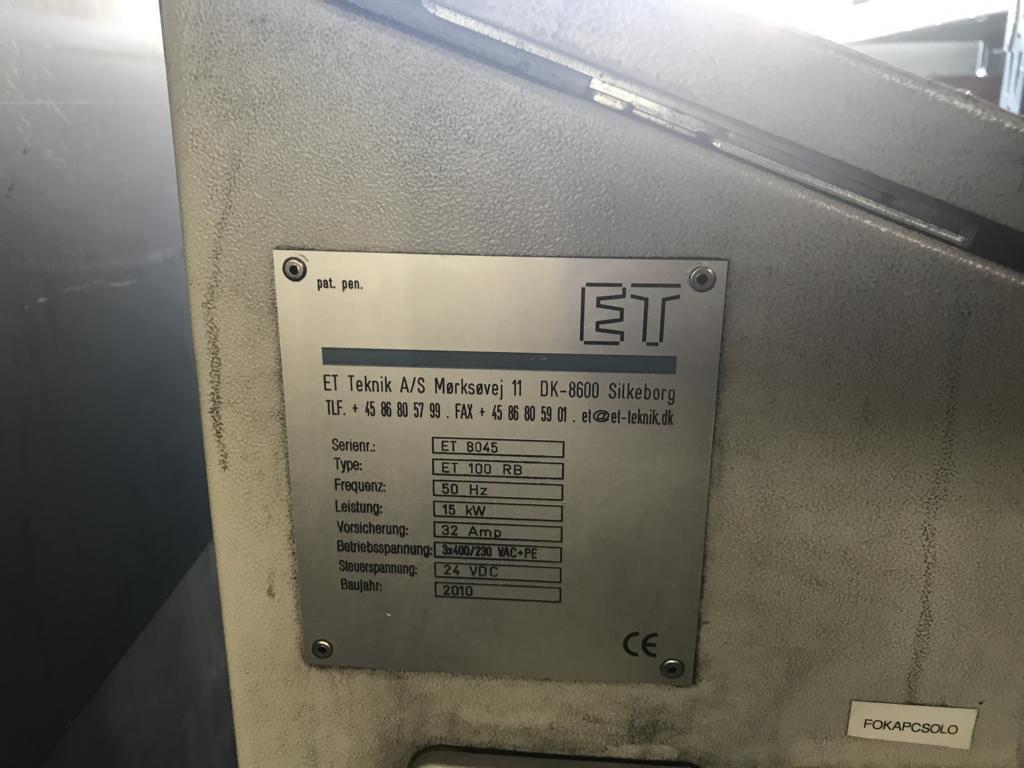 pat. pen.
ET
ET Teknik A/S Mørksøvej 11 DK-8600 Silkeborg
TLF. + 45 86 80 57 99 . FAX + 45 86 80 59 01 . et@et-teknik.dk
Serienr.: ET 8045
Type: ET 100 RB
Frequenz: 50 Hz
Leistung: 15 kW
Vorsicherung: 32 Amp
Betriebsspannung: 3x400/230 VAC+PE
Steuerspannung: 24 VDC
Baujahr: 2010
CE
FOKAPCSOLO